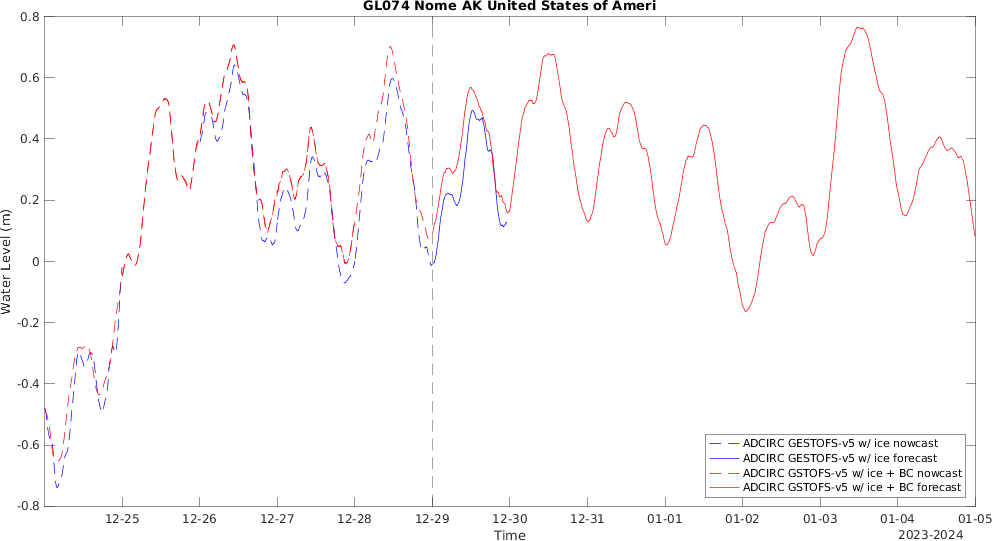 GL074 Nome AK United States of Ameri
Water Level (m)
0.8
0.6
0.4
0.2
0
-0.2
-0.4
-0.6
-0.8
ADCIRC GESTOFS-v5 w/ ice nowcast
ADCIRC GESTOFS-v5 w/ ice forecast
ADCIRC GSTOFS-v5 w/ ice + BC nowcast
ADCIRC GSTOFS-v5 w/ ice + BC forecast
12-25 12-26 12-27 12-28 12-29 12-30 12-31 01-01 01-02 01-03 01-04 01-05
Time
2023-2024